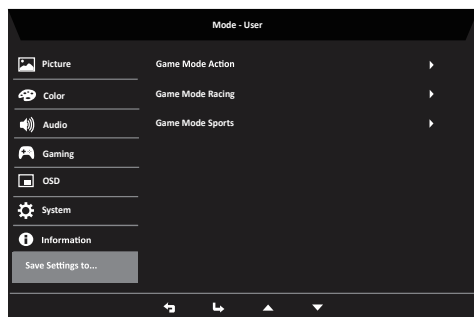 Mode - User
Picture
Color
Audio
Gaming
OSD
System
Information
Save Settings to...
Game Mode Action
Game Mode Racing
Game Mode Sports